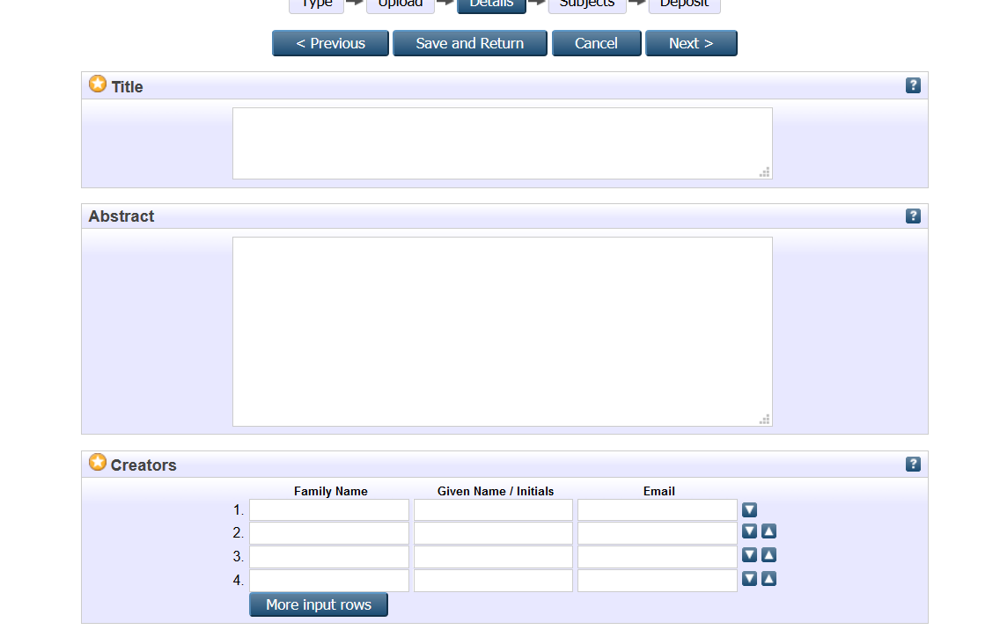 Type Upload Details Subjects Deposit
< Previous Save and Return Cancel Next >
Title ?
Abstract ?
Creators ?
Family Name Given Name / Initials Email
1.
2.
3.
4.
More input rows